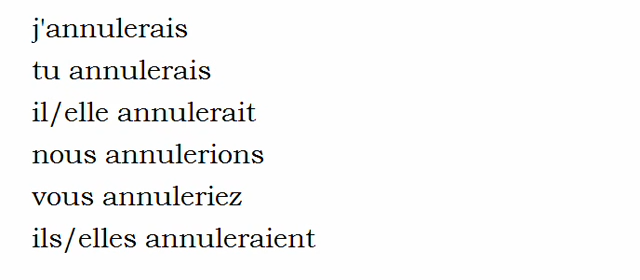 j'annulerais
tu annulerais
il/elle annulerait
nous annulerions
vous annuleriez
ils/elles annuleraient